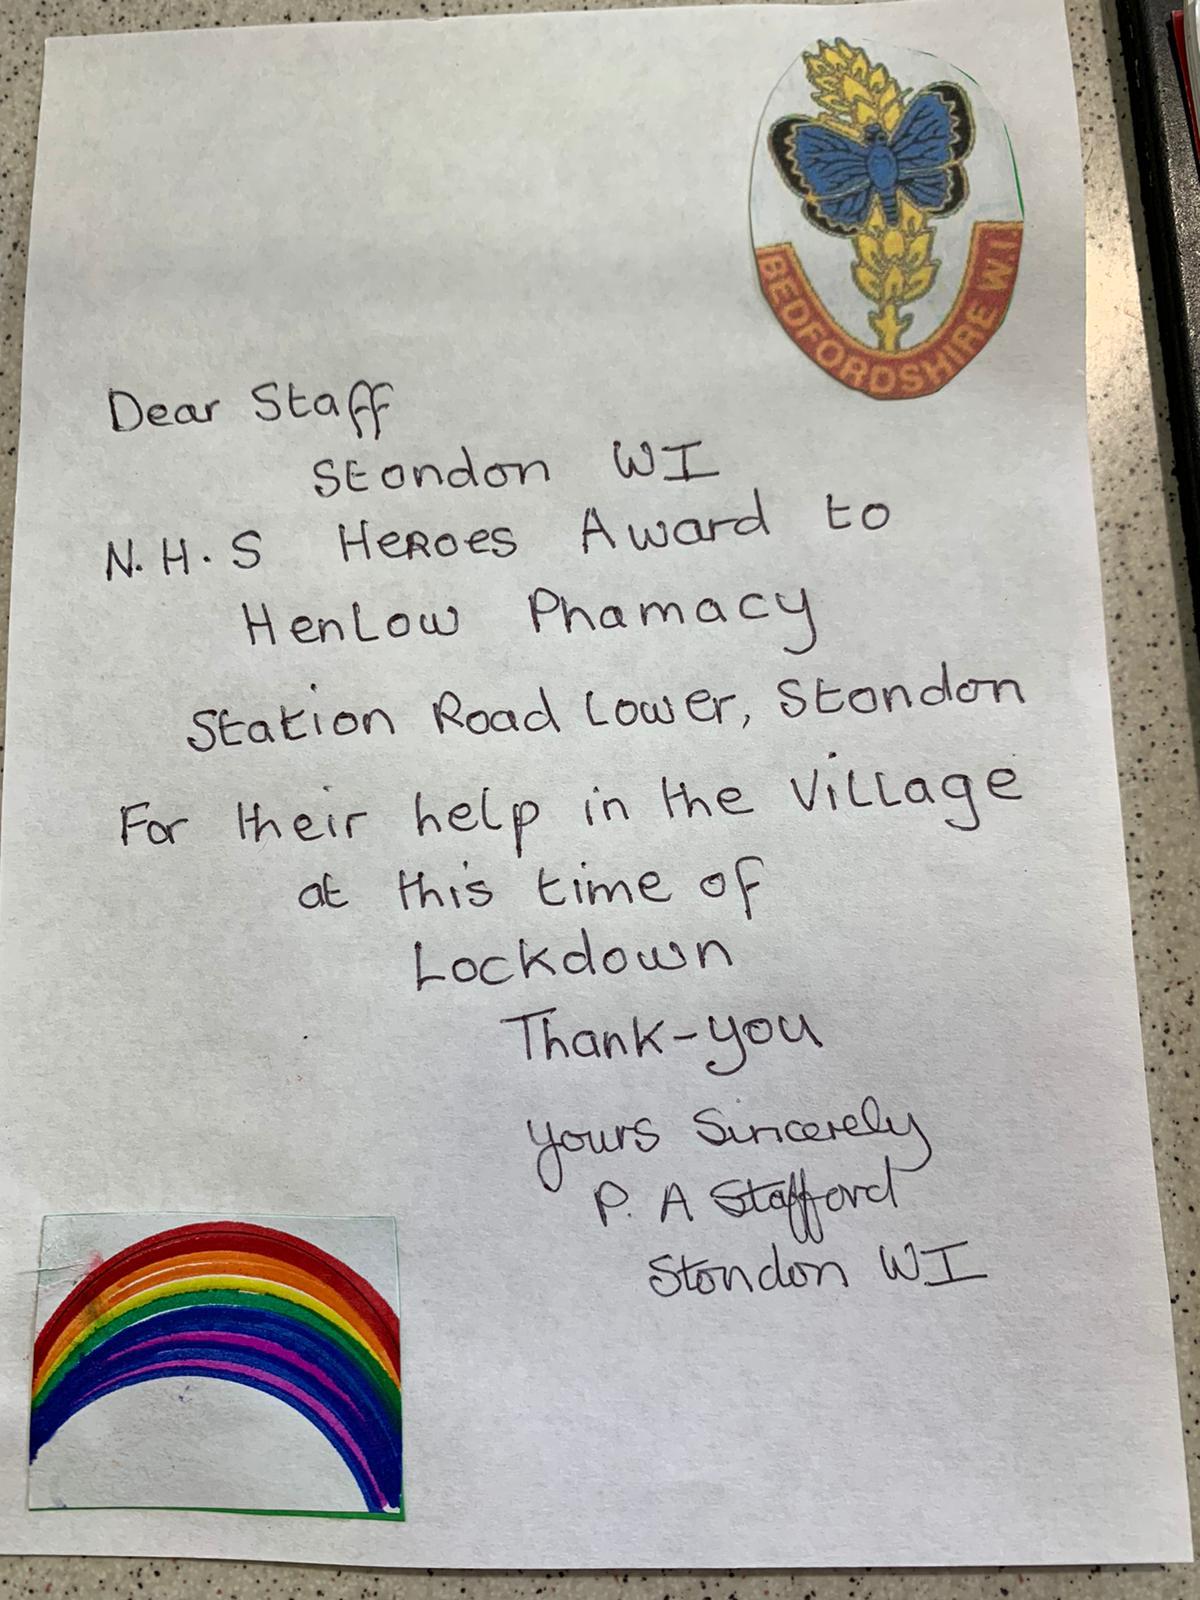 BEDFORDSHIRE W.I.
Dear Staff
Stondon WI
N.H.S Heroes Award to
Henlow Phamacy
Station Road Lower, Stondon
For their help in the Village
at this time of
Lockdown
Thank-you
Yours Sincerely
P. A Stafford
Stondon WI